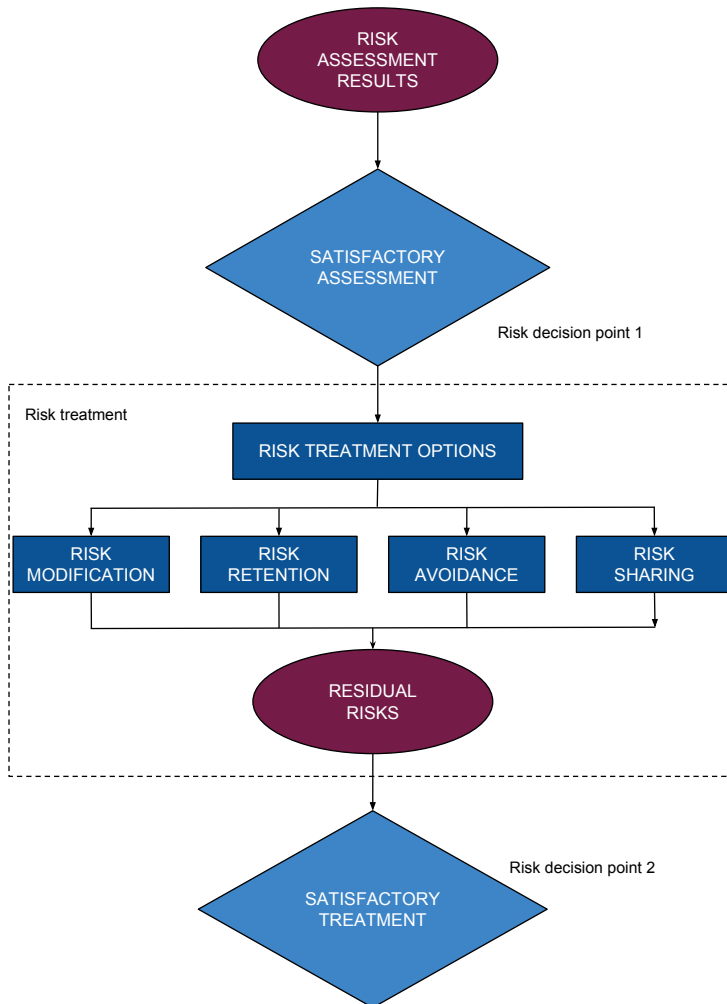 RISK
ASSESSMENT
RESULTS
SATISFACTORY
ASSESSMENT
Risk decision point 1
Risk treatment
RISK TREATMENT OPTIONS
RISK
MODIFICATION
RISK
RETENTION
RISK
AVOIDANCE
RISK
SHARING
RESIDUAL
RISKS
Risk decision point 2
SATISFACTORY
TREATMENT